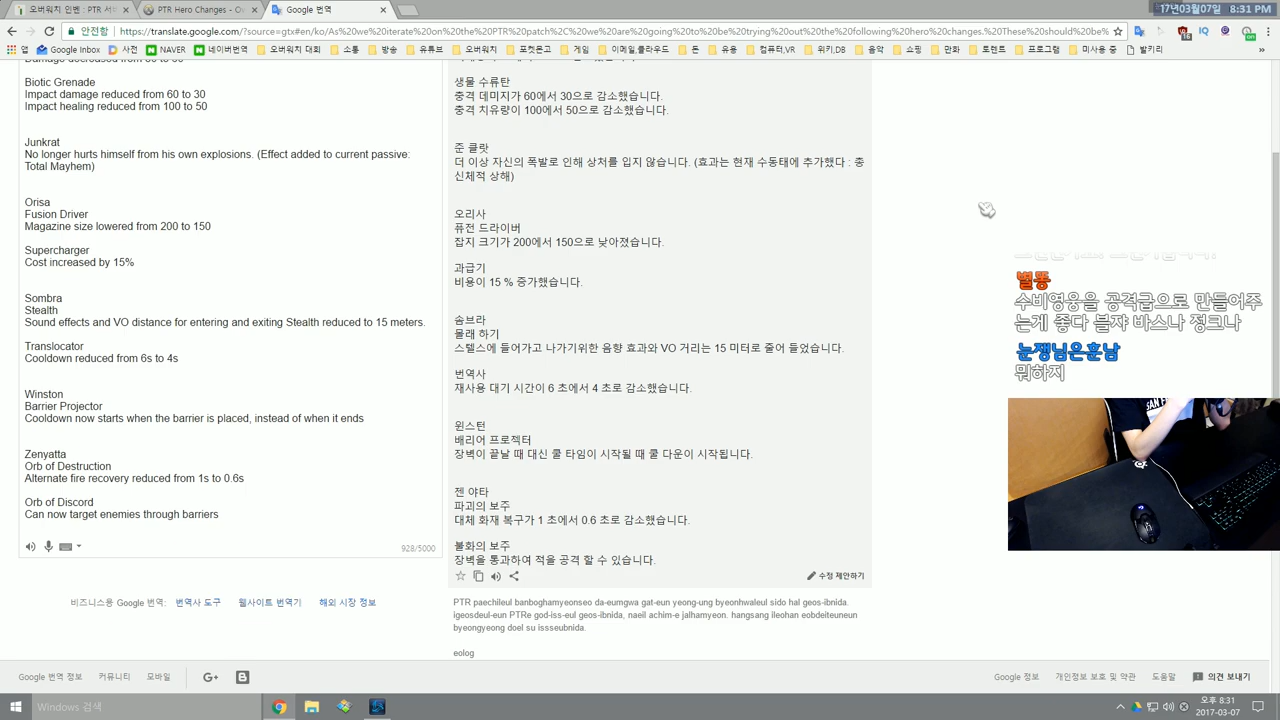 오버워치 인벤 : PTR 서
PTR Hero Changes - Ov
Google 번역
17년03월07일 8:31 PM
안전함
https://translate.google.com/?source=gtx#en/ko/As%20we%20iterate%20on%20the%20PTR%20patch%2C%20we%20are%20going%20to%20be%20trying%20out%20the%20following%20hero%20changes.%20These%20should%20be%
앱 Google Inbox 사전 NAVER 네이버번역 오버워치 대회 소통 방송 유튜브 오버워치 포켓몬고 게임 이메일,클라우드 돈 유용 컴퓨터,VR 위키,DB 음악 쇼핑 만화 토렌트 프로그램 미사용 중 발키리
Biotic Grenade
Impact damage reduced from 60 to 30
Impact healing reduced from 100 to 50
Junkrat
No longer hurts himself from his own explosions. (Effect added to current passive:
Total Mayhem)
Orisa
Fusion Driver
Magazine size lowered from 200 to 150
Supercharger
Cost increased by 15%
Sombra
Stealth
Sound effects and VO distance for entering and exiting Stealth reduced to 15 meters.
Translocator
Cooldown reduced from 6s to 4s
Winston
Barrier Projector
Cooldown now starts when the barrier is placed, instead of when it ends
Zenyatta
Orb of Destruction
Alternate fire recovery reduced from 1s to 0.6s
Orb of Discord
Can now target enemies through barriers
928/5000
생물 수류탄
충격 데미지가 60에서 30으로 감소했습니다.
충격 치유량이 100에서 50으로 감소했습니다.
준 클랏
더 이상 자신의 폭발로 인해 상처를 입지 않습니다. (효과는 현재 수동태에 추가했다 : 총
신체적 상해)
오리사
퓨전 드라이버
잡지 크기가 200에서 150으로 낮아졌습니다.
과급기
비용이 15 % 증가했습니다.
솜브라
몰래 하기
스텔스에 들어가고 나가기위한 음향 효과와 VO 거리는 15 미터로 줄어 들었습니다.
번역사
재사용 대기 시간이 6 초에서 4 초로 감소했습니다.
윈스턴
배리어 프로젝터
장벽이 끝날 때 대신 쿨 타임이 시작될 때 쿨 다운이 시작됩니다.
젠 야타
파괴의 보주
대체 화재 복구가 1 초에서 0.6 초로 감소했습니다.
불화의 보주
장벽을 통과하여 적을 공격 할 수 있습니다.
수정 제안하기
PTR paechileul banboghamyeonseo da-eumgwa gat-eun yeong-ung byeonhwaleul sido hal geos-ibnida.
igeosdeul-eun PTRe god-iss-eul geos-ibnida, naeil achim-e jalhamyeon. hangsang ileohan eobdeiteuneun
byeongyeong doel su issseubnida.
eolog
비즈니스용 Google 번역: 번역사 도구 웹사이트 번역기 해외 시장 정보
별똥
수비영웅을 공격급으로 만들어주
는게 좋다 블쟈 바스나 정크나
눈쟁님은훈남
뭐하지
Google 번역 정보 커뮤니티 모바일 G+ B
Google 정보 개인정보 보호 및 약관 도움말 의견 보내기
Windows 검색
오후 8:31
2017-03-07